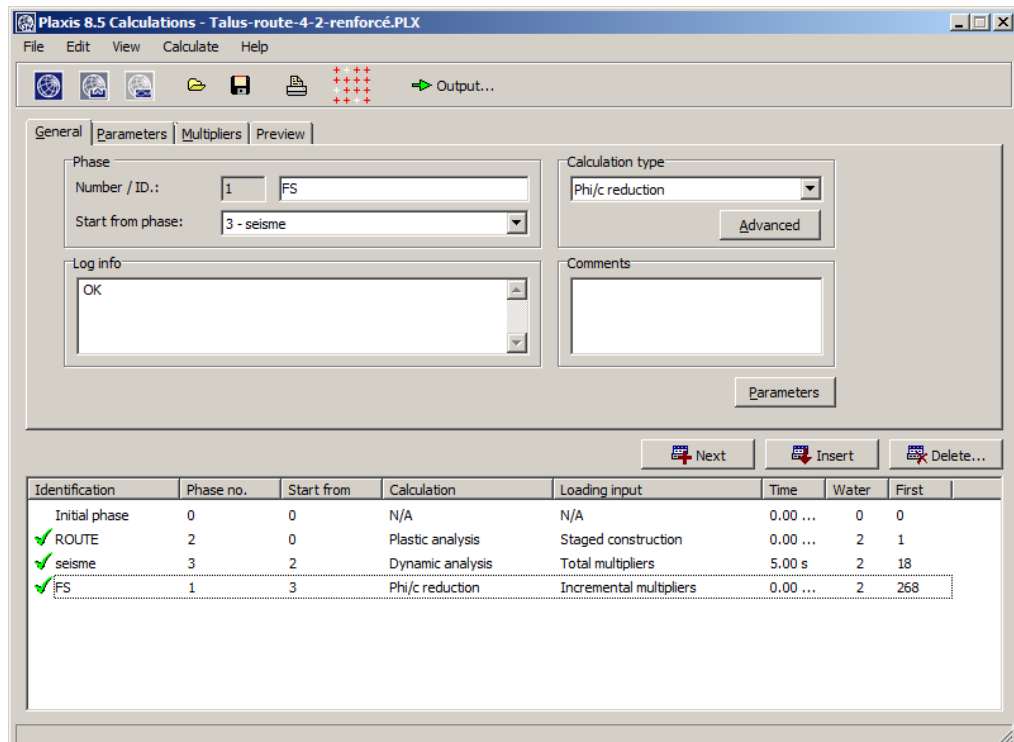 Plaxis 8.5 Calculations - Talus-route-4-2-renforcé.PLX
File Edit View Calculate Help
Output...
General Parameters Multipliers Preview
Phase
Number / ID.: 1 FS
Start from phase: 3 - seisme
Calculation type
Phi/c reduction
Advanced
Log info
OK
Comments
Parameters
Next Insert Delete...
Identification Phase no. Start from Calculation Loading input Time Water First
Initial phase 0 0 N/A N/A 0.00 ... 0 0
ROUTE 2 0 Plastic analysis Staged construction 0.00 ... 2 1
seisme 3 2 Dynamic analysis Total multipliers 5.00 s 2 18
FS 1 3 Phi/c reduction Incremental multipliers 0.00 ... 2 268